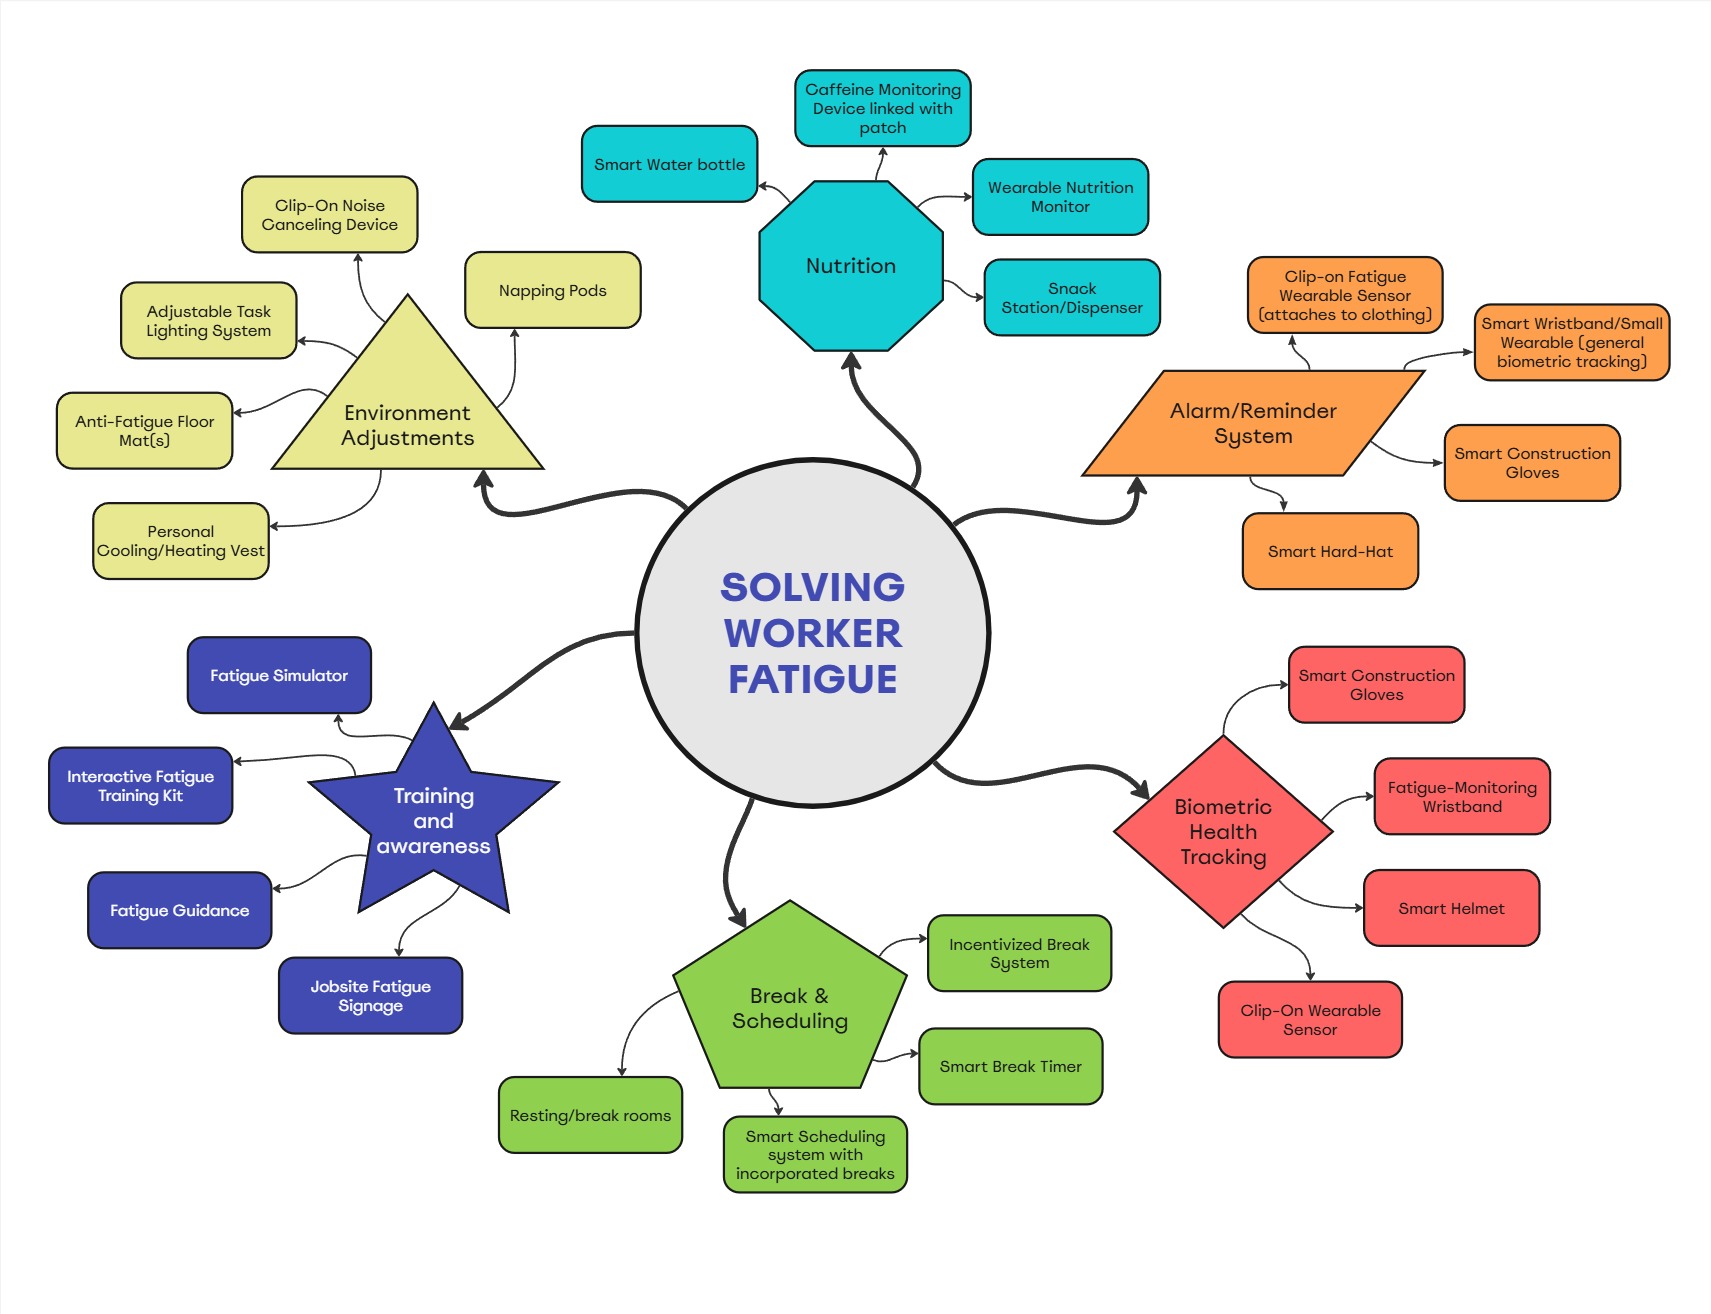 SOLVING
WORKER
FATIGUE
Nutrition
Smart Water bottle
Caffeine Monitoring
Device linked with
patch
Wearable Nutrition
Monitor
Snack
Station/Dispenser
Alarm/Reminder
System
Clip-on Fatigue
Wearable Sensor
(attaches to clothing)
Smart Wristband/Small
Wearable (general
biometric tracking)
Smart Construction
Gloves
Smart Hard-Hat
Biometric
Health
Tracking
Smart Construction
Gloves
Fatigue-Monitoring
Wristband
Smart Helmet
Clip-On Wearable
Sensor
Break &
Scheduling
Incentivized Break
System
Smart Break Timer
Smart Scheduling
system with
incorporated breaks
Resting/break rooms
Training
and
awareness
Fatigue Simulator
Interactive Fatigue
Training Kit
Fatigue Guidance
Jobsite Fatigue
Signage
Environment
Adjustments
Clip-On Noise
Canceling Device
Napping Pods
Adjustable Task
Lighting System
Anti-Fatigue Floor
Mat(s)
Personal
Cooling/Heating Vest